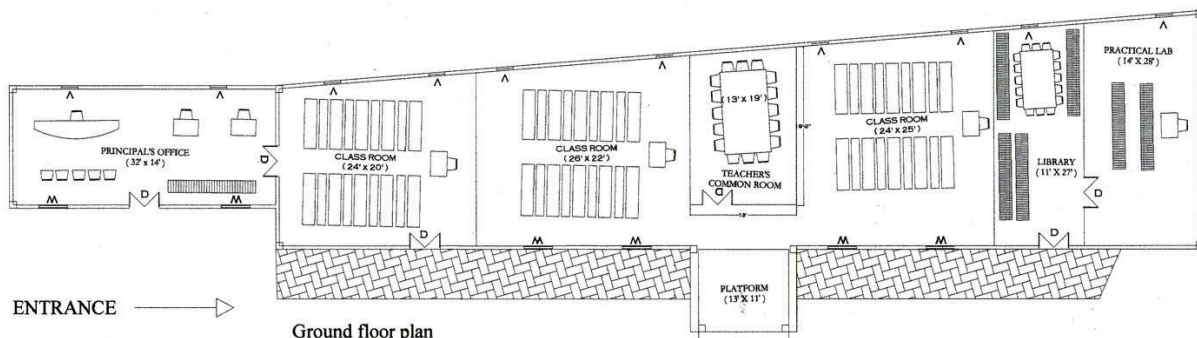 V
V
PRINCIPAL'S OFFICE
(32' x 14')
D
W
D
W
V
V
CLASS ROOM
(24' X 20')
D
V
V
CLASS ROOM
(26' X 22')
W
W
(13' X 19')
TEACHER'S
COMMON ROOM
D
13'
V
V
CLASS ROOM
(24' X 25')
W
W
V
LIBRARY
(11' X 27')
D
D
V
PRACTICAL LAB
(14' X 28')
PLATFORM
(13' X 11')
ENTRANCE
Ground floor plan